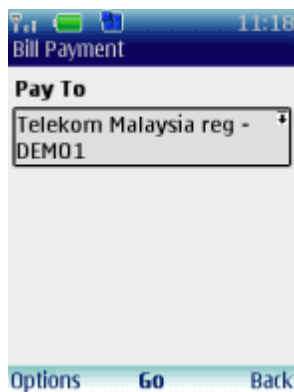 11:18
Bill Payment
Pay To
Telekom Malaysia reg -
DEMO1
Options Go Back